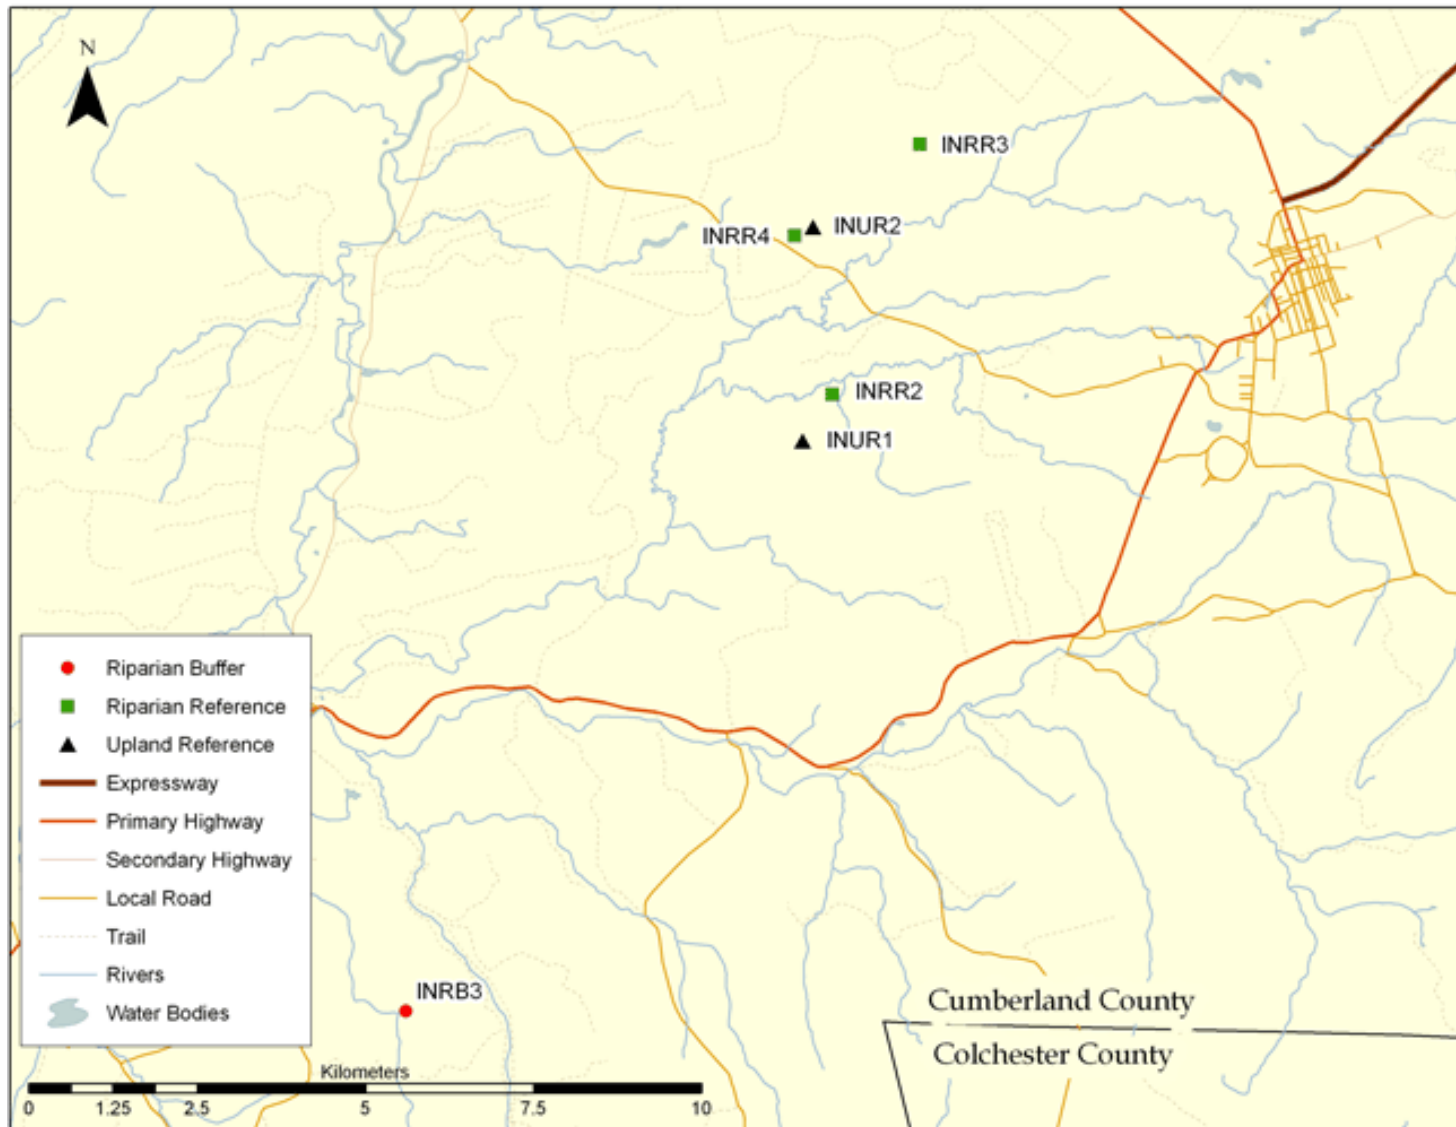 N
INRR3
INUR2
INRR4
INRR2
INUR1
Riparian Buffer
Riparian Reference
Upland Reference
Expressway
Primary Highway
Secondary Highway
Local Road
Trail
Rivers
Water Bodies
INRB3
Cumberland County
Colchester County
Kilometers
0 1.25 2.5 5 7.5 10